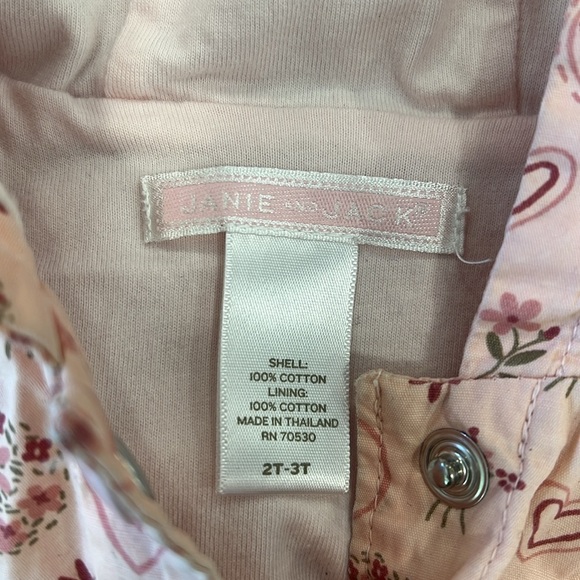 JANIE AND JACK
SHELL:
100% COTTON
LINING:
100% COTTON
MADE IN THAILAND
RN 70530
2T-3T